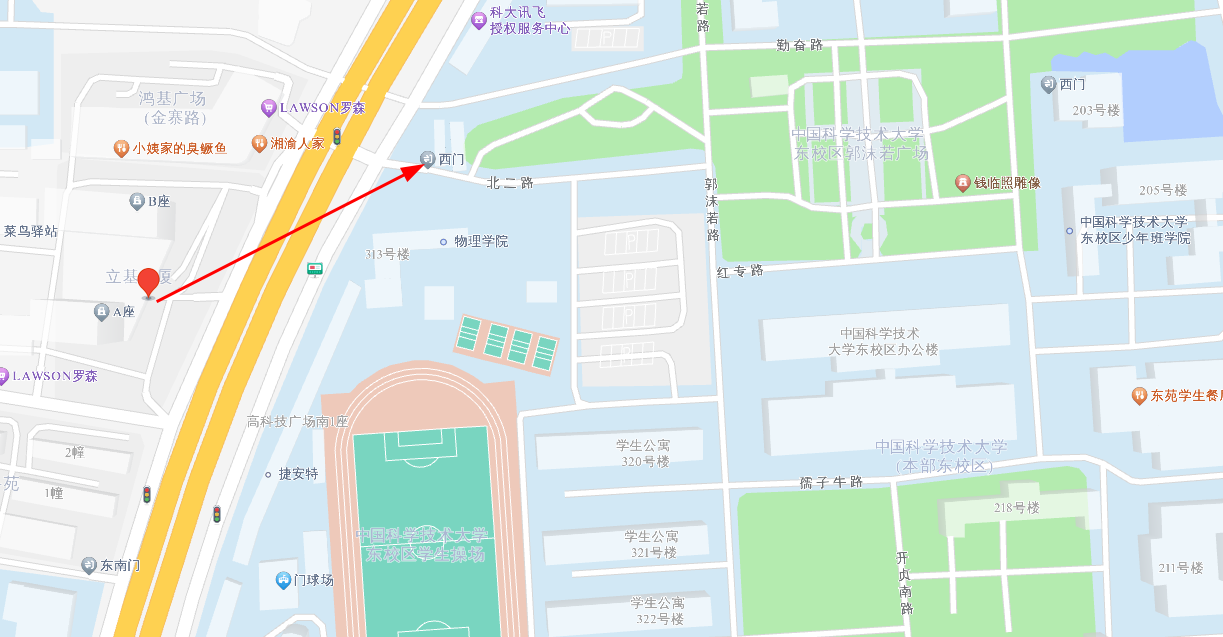 科大讯飞
授权服务中心
若
路
勤奋路
P
西门
203号楼
鸿基广场
(金寨路)
LAWSON罗森
小姨家的臭鳜鱼
湘渝人家
中国科学技术大学
东校区郭沫若广场
西门
北二路
钱临照雕像
郭
沫
若
路
205号楼
B座
中国科学技术大学
东校区少年班学院
菜鸟驿站
物理学院
313号楼
P
红专路
立基
厦
P
A座
P
中国科学技术
大学东校区办公楼
P
LAWSON罗森
东苑学生餐
高科技广场南1座
学生公寓
320号楼
中国科学技术大学
(本部东校区)
2幢
捷安特
孺子牛路
苑
1幢
218号楼
中国科学技术大学
东校区学生操场
学生公寓
321号楼
东南门
门球场
开
贞
南
路
211号楼
学生公寓
322号楼